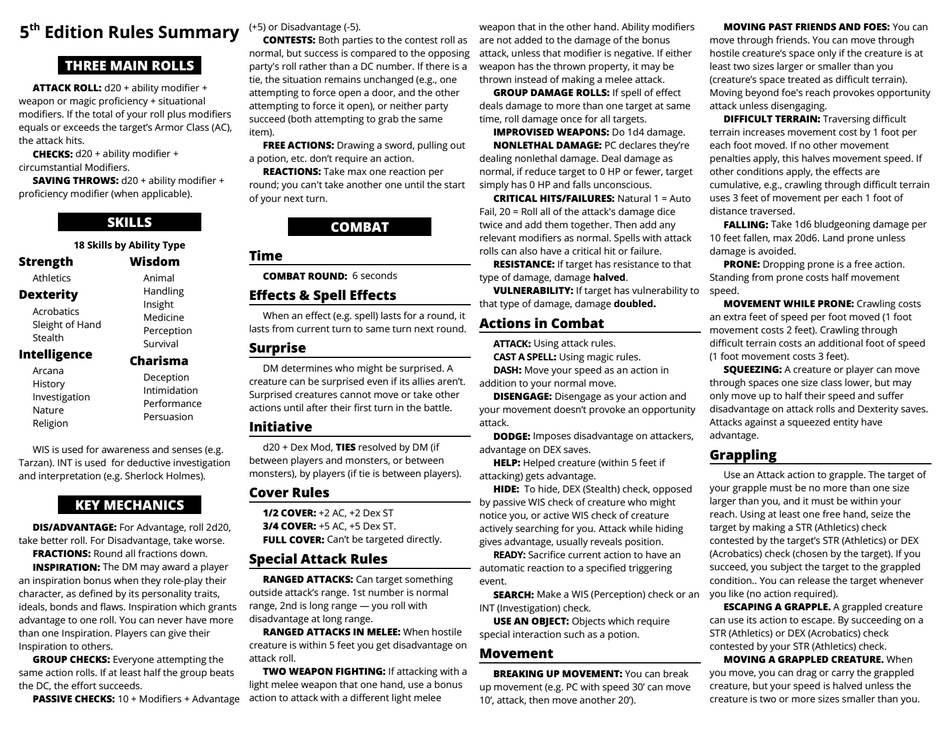 5th Edition Rules Summary
THREE MAIN ROLLS
ATTACK ROLL: d20 + ability modifier +
weapon or magic proficiency + situational
modifiers. If the total of your roll plus modifiers
equals or exceeds the target's Armor Class (AC),
the attack hits.
CHECKS: d20 + ability modifier +
circumstantial Modifiers.
SAVING THROWS: d20 + ability modifier +
proficiency modifier (when applicable).
SKILLS
18 Skills by Ability Type
Strength
Athletics
Dexterity
Acrobatics
Sleight of Hand
Stealth
Intelligence
Arcana
History
Investigation
Nature
Religion
Wisdom
Animal
Handling
Insight
Medicine
Perception
Survival
Charisma
Deception
Intimidation
Performance
Persuasion
WIS is used for awareness and senses (e.g.
Tarzan). INT is used for deductive investigation
and interpretation (e.g. Sherlock Holmes).
KEY MECHANICS
DIS/ADVANTAGE: For Advantage, roll 2d20,
take better roll. For Disadvantage, take worse.
FRACTIONS: Round all fractions down.
INSPIRATION: The DM may award a player
an inspiration bonus when they role-play their
character, as defined by its personality traits,
ideals, bonds and flaws. Inspiration which grants
advantage to one roll. You can never have more
than one Inspiration. Players can give their
Inspiration to others.
GROUP CHECKS: Everyone attempting the
same action rolls. If at least half the group beats
the DC, the effort succeeds.
PASSIVE CHECKS: 10 + Modifiers + Advantage
(+5) or Disadvantage (-5).
CONTESTS: Both parties to the contest roll as
normal, but success is compared to the opposing
party's roll rather than a DC number. If there is a
tie, the situation remains unchanged (e.g., one
attempting to force open a door, and the other
attempting to force it open), or neither party
succeed (both attempting to grab the same
item).
FREE ACTIONS: Drawing a sword, pulling out
a potion, etc. don't require an action.
REACTIONS: Take max one reaction per
round; you can't take another one until the start
of your next turn.
COMBAT
Time
COMBAT ROUND: 6 seconds
Effects & Spell Effects
When an effect (e.g. spell) lasts for a round, it
lasts from current turn to same turn next round.
Surprise
DM determines who might be surprised. A
creature can be surprised even if its allies aren't.
Surprised creatures cannot move or take other
actions until after their first turn in the battle.
Initiative
d20 + Dex Mod, TIES resolved by DM (if
between players and monsters, or between
monsters), by players (if tie is between players).
Cover Rules
1/2 COVER: +2 AC, +2 Dex ST
3/4 COVER: +5 AC, +5 Dex ST.
FULL COVER: Can't be targeted directly.
Special Attack Rules
RANGED ATTACKS: Can target something
outside attack's range. 1st number is normal
range, 2nd is long range — you roll with
disadvantage at long range.
RANGED ATTACKS IN MELEE: When hostile
creature is within 5 feet you get disadvantage on
attack roll.
TWO WEAPON FIGHTING: If attacking with a
light melee weapon that one hand, use a bonus
action to attack with a different light melee
weapon that in the other hand. Ability modifiers
are not added to the damage of the bonus
attack, unless that modifier is negative. If either
weapon has the thrown property, it may be
thrown instead of making a melee attack.
GROUP DAMAGE ROLLS: If spell of effect
deals damage to more than one target at same
time, roll damage once for all targets.
IMPROVISED WEAPONS: Do 1d4 damage.
NONLETHAL DAMAGE: PC declares they're
dealing nonlethal damage. Deal damage as
normal, if reduce target to 0 HP or fewer, target
simply has 0 HP and falls unconscious.
CRITICAL HITS/FAILURES: Natural 1 = Auto
Fail, 20 = Roll all of the attack's damage dice
twice and add them together. Then add any
relevant modifiers as normal. Spells with attack
rolls can also have a critical hit or failure.
RESISTANCE: If target has resistance to that
type of damage, damage halved.
VULNERABILITY: If target has vulnerability to
that type of damage, damage doubled.
Actions in Combat
ATTACK: Using attack rules.
CAST A SPELL: Using magic rules.
DASH: Move your speed as an action in
addition to your normal move.
DISENGAGE: Disengage as your action and
your movement doesn't provoke an opportunity
attack.
DODGE: Imposes disadvantage on attackers,
advantage on DEX saves.
HELP: Helped creature (within 5 feet if
attacking) gets advantage.
HIDE: To hide, DEX (Stealth) check, opposed
by passive WIS check of creature who might
notice you, or active WIS check of creature
actively searching for you. Attack while hiding
gives advantage, usually reveals position.
READY: Sacrifice current action to have an
automatic reaction to a specified triggering
event.
SEARCH: Make a WIS (Perception) check or an
INT (Investigation) check.
USE AN OBJECT: Objects which require
special interaction such as a potion.
Movement
BREAKING UP MOVEMENT: You can break
up movement (e.g. PC with speed 30' can move
10', attack, then move another 20').
MOVING PAST FRIENDS AND FOES: You can
move through friends. You can move through
hostile creature's space only if the creature is at
least two sizes larger or smaller than you
(creature's space treated as difficult terrain).
Moving beyond foe's reach provokes opportunity
attack unless disengaging.
DIFFICULT TERRAIN: Traversing difficult
terrain increases movement cost by 1 foot per
each foot moved. If no other movement
penalties apply, this halves movement speed. If
other conditions apply, the effects are
cumulative, e.g., crawling through difficult terrain
uses 3 feet of movement per each 1 foot of
distance traversed.
FALLING: Take 1d6 bludgeoning damage per
10 feet fallen, max 20d6. Land prone unless
damage is avoided.
PRONE: Dropping prone is a free action.
Standing from prone costs half movement
speed.
MOVEMENT WHILE PRONE: Crawling costs
an extra feet of speed per foot moved (1 foot
movement costs 2 feet). Crawling through
difficult terrain costs an additional foot of speed
(1 foot movement costs 3 feet).
SQUEEZING: A creature or player can move
through spaces one size class lower, but may
only move up to half their speed and suffer
disadvantage on attack rolls and Dexterity saves.
Attacks against a squeezed entity have
advantage.
Grappling
Use an Attack action to grapple. The target of
your grapple must be no more than one size
larger than you, and it must be within your
reach. Using at least one free hand, seize the
target by making a STR (Athletics) check
contested by the target's STR (Athletics) or DEX
(Acrobatics) check (chosen by the target). If you
succeed, you subject the target to the grappled
condition.. You can release the target whenever
you like (no action required).
ESCAPING A GRAPPLE. A grappled creature
can use its action to escape. By succeeding on a
STR (Athletics) or DEX (Acrobatics) check
contested by your STR (Athletics) check.
MOVING A GRAPPLED CREATURE. When
you move, you can drag or carry the grappled
creature, but your speed is halved unless the
creature is two or more sizes smaller than you.